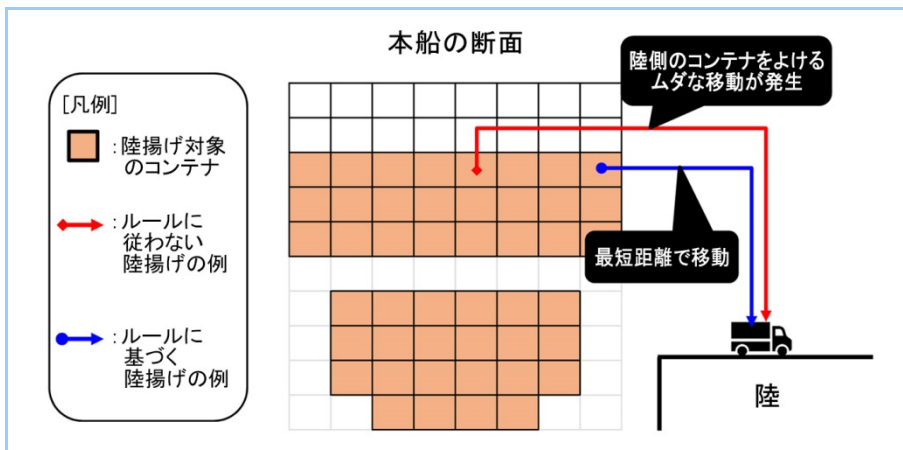 本船の断面
陸側のコンテナをよける
ムダな移動が発生
[凡例]
:陸揚げ対象
のコンテナ
:ルールに
従わない
陸揚げの例
:ルールに
基づく
陸揚げの例
最短距離で移動
陸